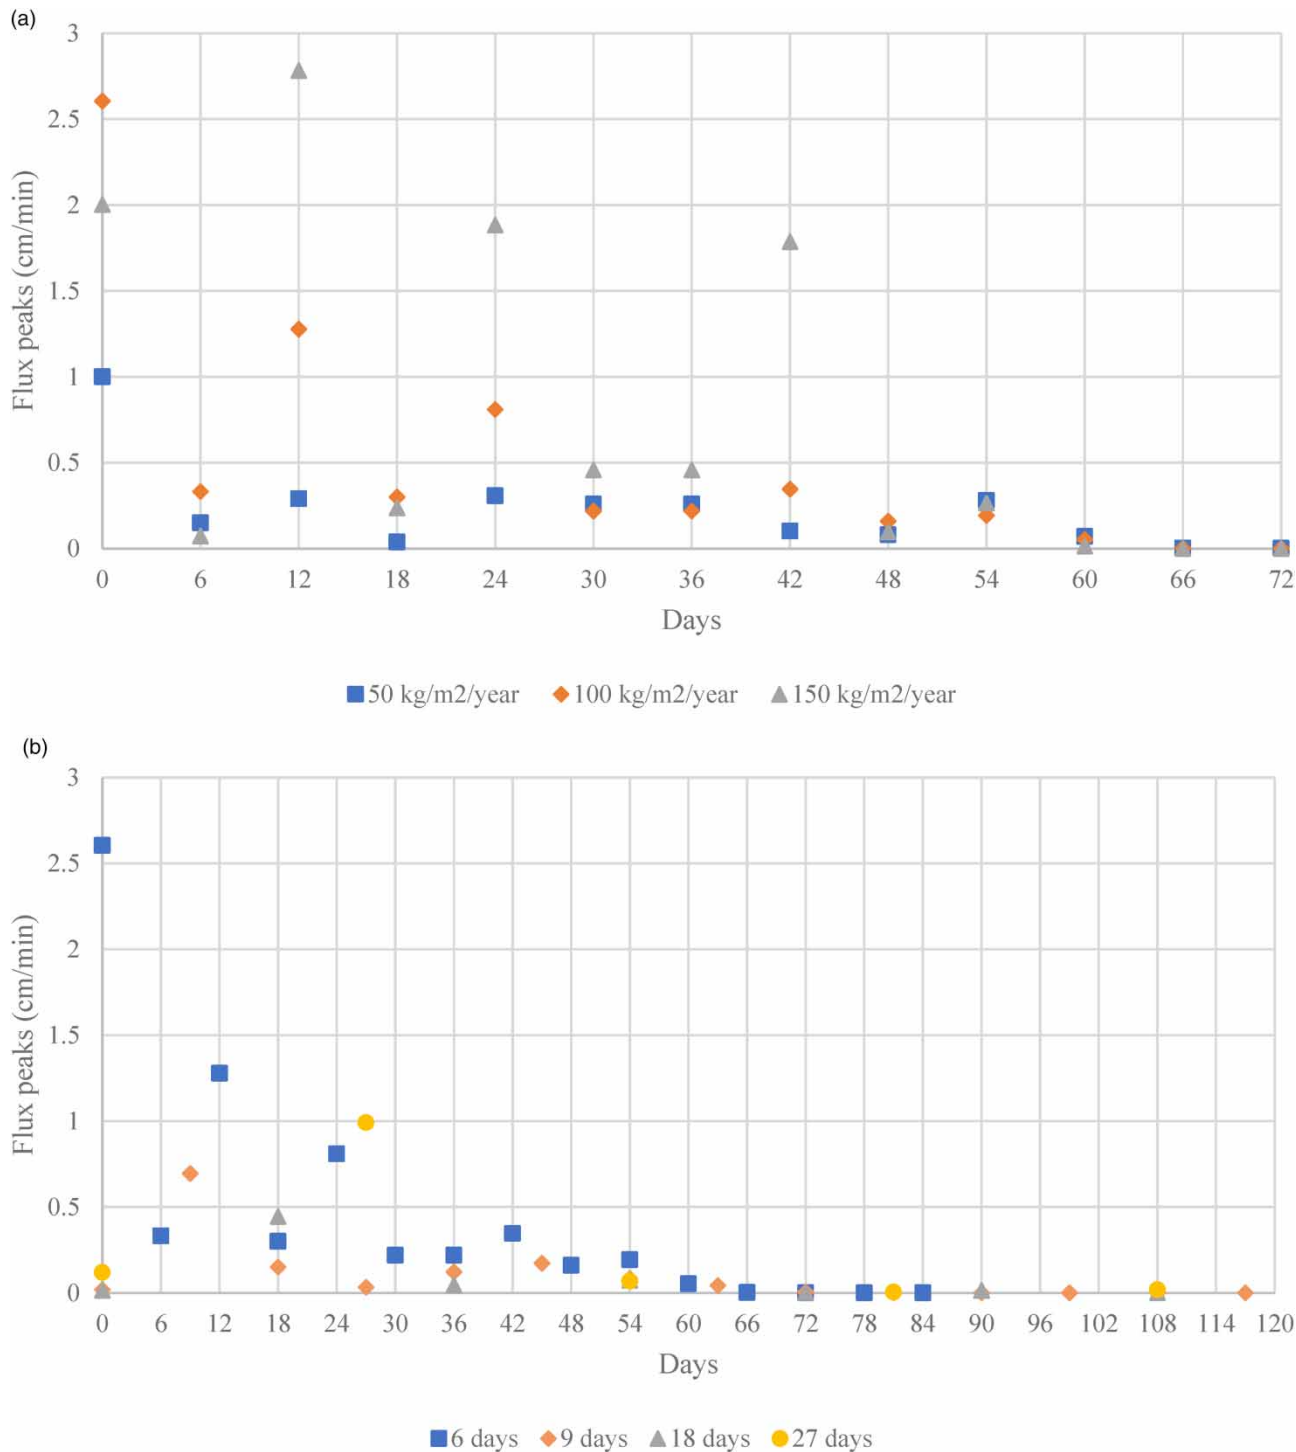 (a)
3
2.5
2
1.5
1
0.5
0
Flux peaks (cm/min)
0 6 12 18 24 30 36 42 48 54 60 66 72
Days
50 kg/m2/year 100 kg/m2/year 150 kg/m2/year
(b)
3
2.5
2
1.5
1
0.5
0
Flux peaks (cm/min)
0 6 12 18 24 30 36 42 48 54 60 66 72 78 84 90 96 102 108 114 120
Days
6 days 9 days 18 days 27 days